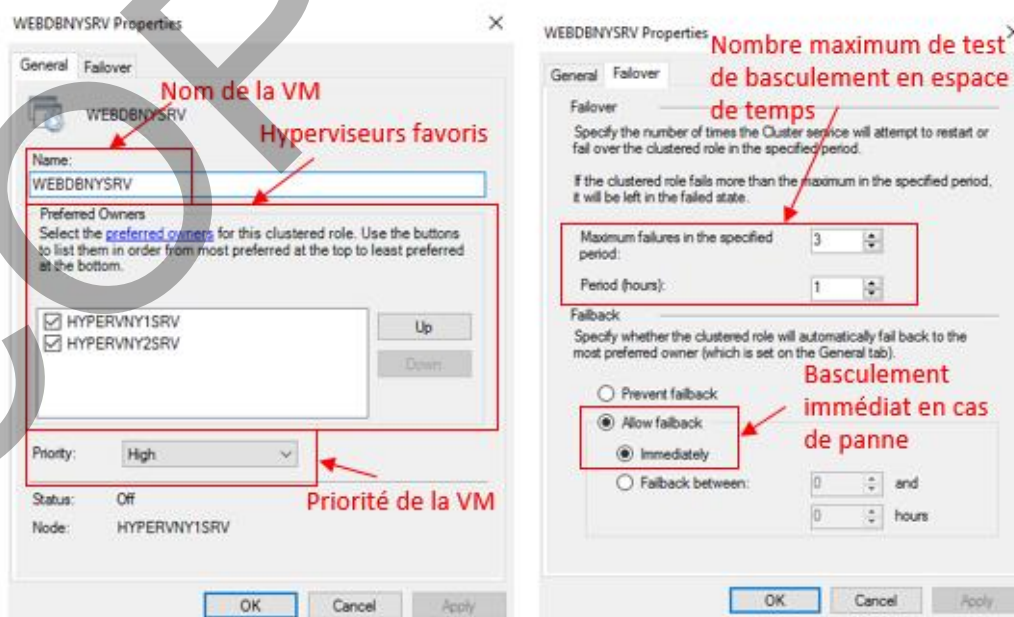 WEBDBNYSRV Properties
General Failover
Nom de la VM
WEBDBNYSRV
Hyperviseurs favoris
Name:
WEBDBNYSRV
Preferred Owners
Select the preferred owners for this clustered role. Use the buttons
to list them in order from most preferred at the top to least preferred
at the bottom.
HYPERVNY1SRV
HYPERVNY2SRV
Up
Down
Priority: High
Priorité de la VM
Status: Off
Node: HYPERVNY1SRV
OK Cancel Apply
WEBDBNYSRV Properties
Nombre maximum de test
de basculement en espace
de temps
General Failover
Failover
Specify the number of times the Cluster service will attempt to restart or
fail over the clustered role in the specified period.
If the clustered role fails more than the maximum in the specified period,
it will be left in the failed state.
Maximum failures in the specified
period: 3
Period (hours): 1
Failback
Specify whether the clustered role will automatically fail back to the
most preferred owner (which is set on the General tab).
Basculement
immédiat en cas
de panne
Prevent failback
Allow failback
Immediately
Failback between: 0 and
0 hours
OK Cancel Apply